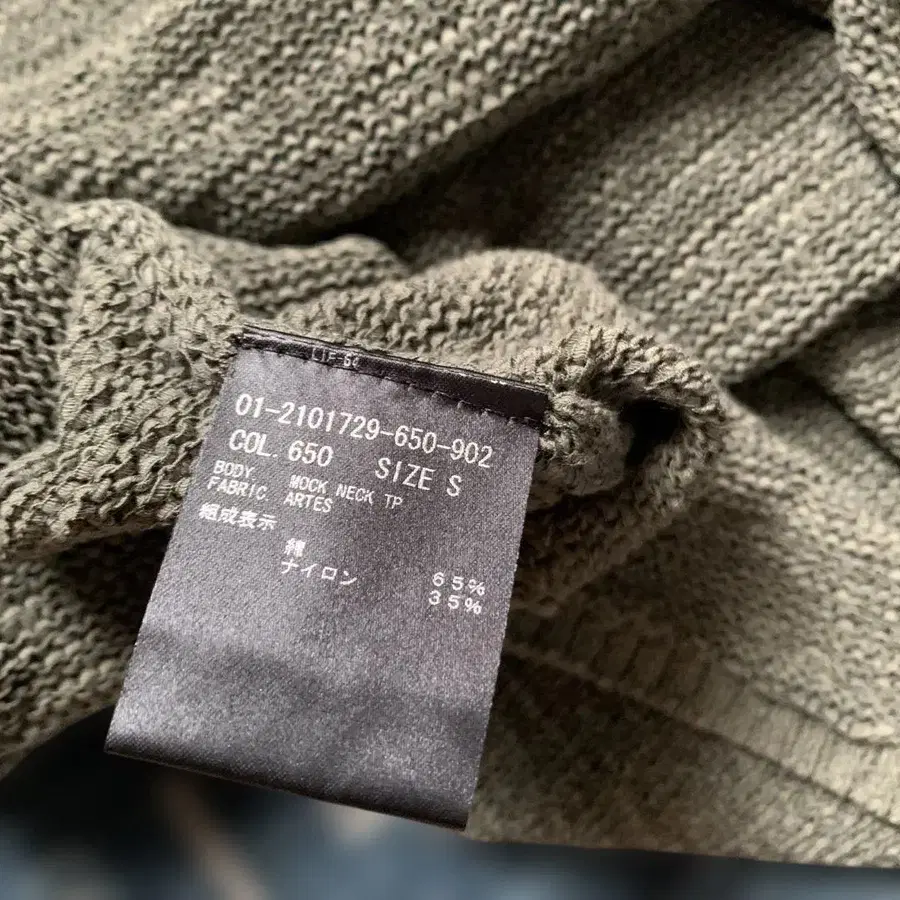 01-2101729-650-902
COL. 650 SIZE S
BODY MOCK NECK TP
FABRIC ARTES
組成表示
綿 65%
ナイロン 35%